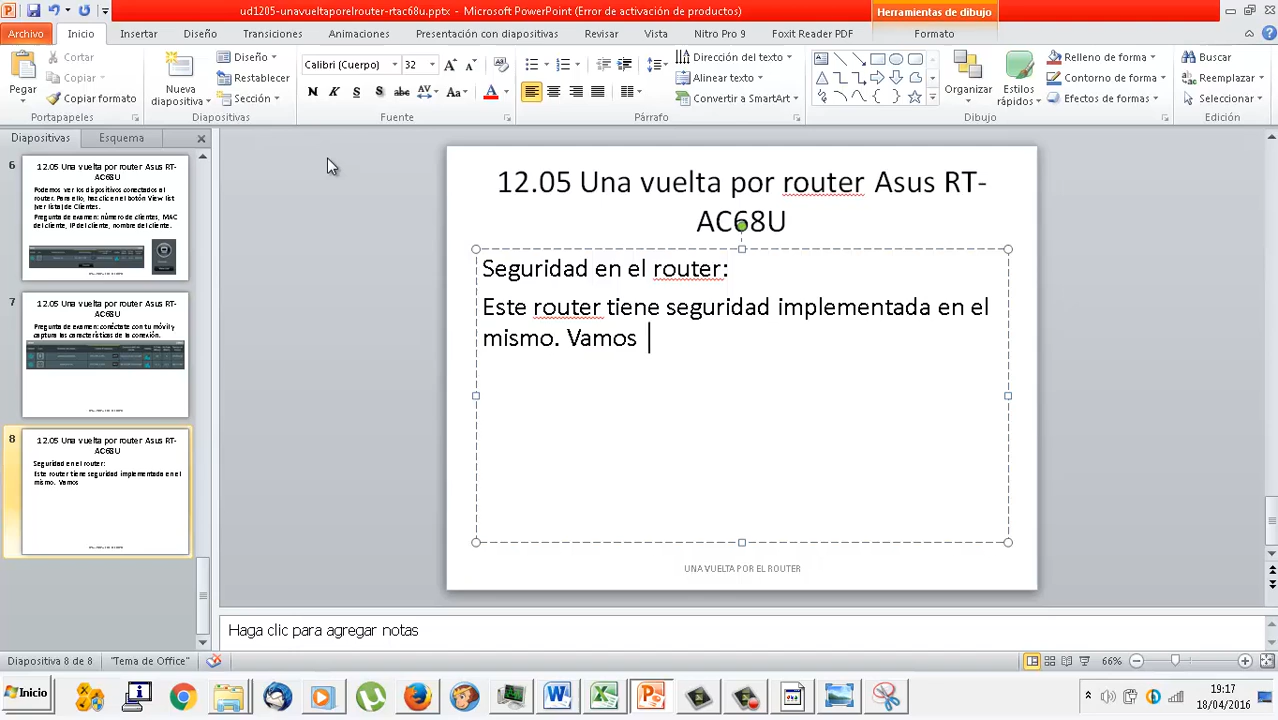 ud1205-unavueltaporelrouter-rtac68u.pptx - Microsoft PowerPoint (Error de activación de productos)
Herramientas de dibujo
Archivo Inicio Insertar Diseño Transiciones Animaciones Presentación con diapositivas Revisar Vista Nitro Pro 9 Foxit Reader PDF Formato
Pegar
Cortar
Copiar
Copiar formato
Portapapeles
Nueva diapositiva
Diseño
Restablecer
Sección
Diapositivas
Calibri (Cuerpo) 32
N K S S abc AV Aa A
Fuente
Dirección del texto
Alinear texto
Convertir a SmartArt
Párrafo
Organizar
Estilos rápidos
Relleno de forma
Contorno de forma
Efectos de formas
Dibujo
Buscar
Reemplazar
Seleccionar
Edición
Diapositivas Esquema
6
12.05 Una vuelta por router Asus RT-
AC68U
Podemos ver los dispositivos conectados al
router. Para ello, haz clic en el botón View list
(ver lista) de Clientes.
Pregunta de examen: número de clientes, MAC
del cliente, IP del cliente, nombre del cliente.
7
12.05 Una vuelta por router Asus RT-
AC68U
Pregunta de examen: conéctate con tu móvil y
captura las características de la conexión.
8
12.05 Una vuelta por router Asus RT-
AC68U
Seguridad en el router:
Este router tiene seguridad implementada en el
mismo. Vamos
12.05 Una vuelta por router Asus RT-
AC68U
Seguridad en el router:
Este router tiene seguridad implementada en el
mismo. Vamos
UNA VUELTA POR EL ROUTER
Haga clic para agregar notas
Diapositiva 8 de 8 "Tema de Office" 66%
Inicio
19:17
18/04/2016